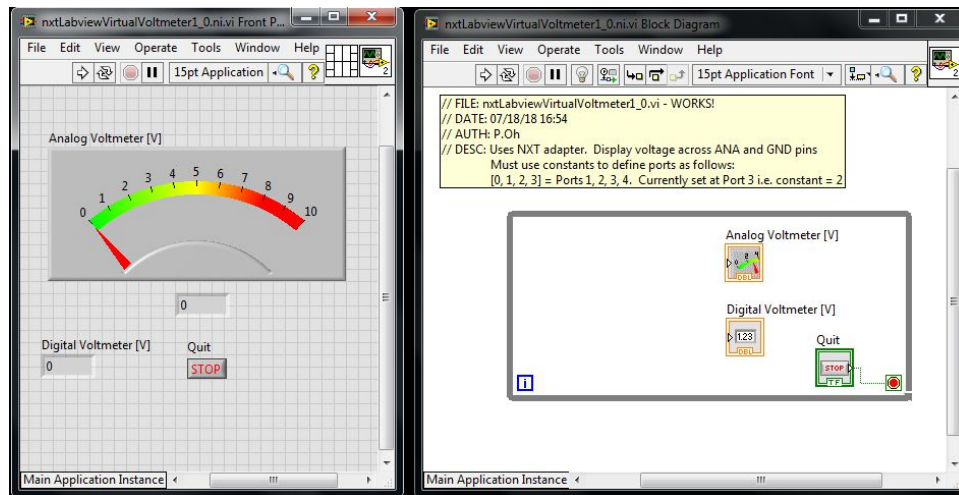 nxtLabviewVirtualVoltmeter1_0.ni.vi Front P...
File Edit View Operate Tools Window Help
15pt Application
2
Analog Voltmeter [V]
0 1 2 3 4 5 6 7 8 9 10
0
Digital Voltmeter [V]
0
Quit
STOP
Main Application Instance
nxtLabviewVirtualVoltmeter1_0.ni.vi Block Diagram
File Edit View Operate Tools Window Help
15pt Application Font
2
// FILE: nxtLabviewVirtualVoltmeter1_0.vi - WORKS!
// DATE: 07/18/18 16:54
// AUTH: P.Oh
// DESC: Uses NXT adapter. Display voltage across ANA and GND pins
Must use constants to define ports as follows:
[0, 1, 2, 3] = Ports 1, 2, 3, 4. Currently set at Port 3 i.e. constant = 2
Analog Voltmeter [V]
DBL
Digital Voltmeter [V]
1.23
DBL
Quit
STOP
TF
i
Main Application Instance